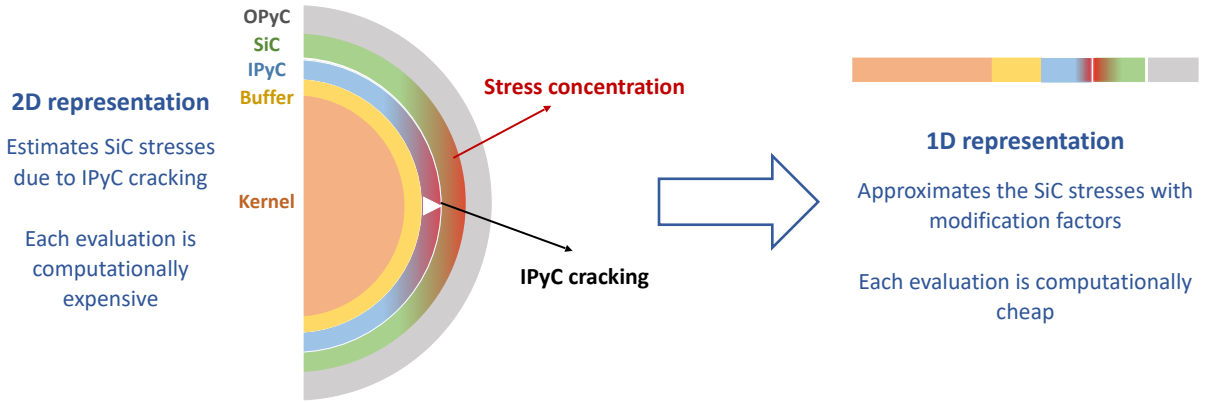 2D representation
Estimates SiC stresses
due to IPyC cracking
Each evaluation is
computationally
expensive
OPyC
SiC
IPyC
Buffer
Kernel
Stress concentration
IPyC cracking
1D representation
Approximates the SiC stresses with
modification factors
Each evaluation is computationally
cheap